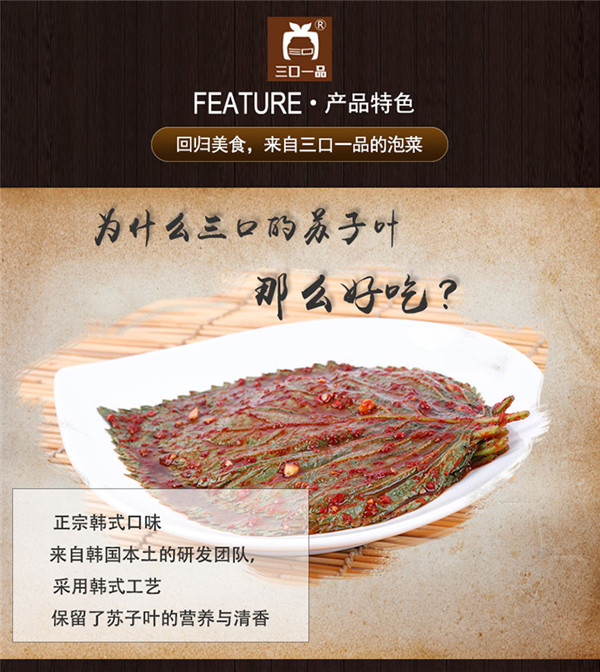 ®
三口一品
FEATURE·产品特色
回归美食，来自三口一品的泡菜
为什么三口的苏子叶
那么好吃？
正宗韩式口味
来自韩国本土的研发团队,
采用韩式工艺
保留了苏子叶的营养与清香